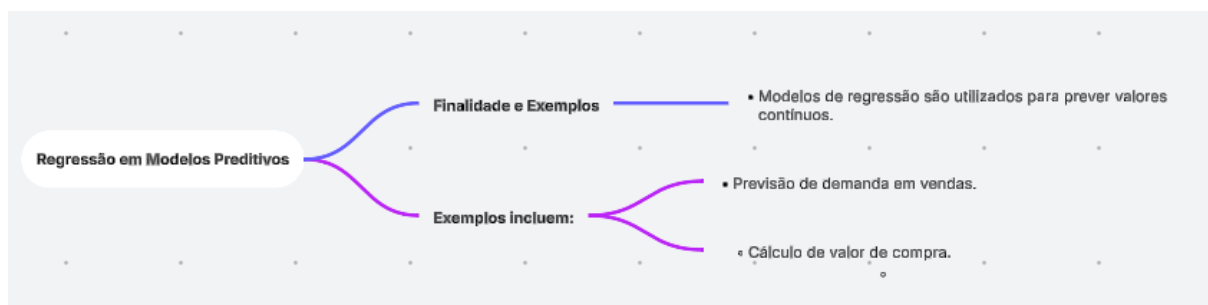 Regressão em Modelos Preditivos
Finalidade e Exemplos
• Modelos de regressão são utilizados para prever valores
contínuos.
Exemplos incluem:
• Previsão de demanda em vendas.
◦ Cálculo de valor de compra.
◦